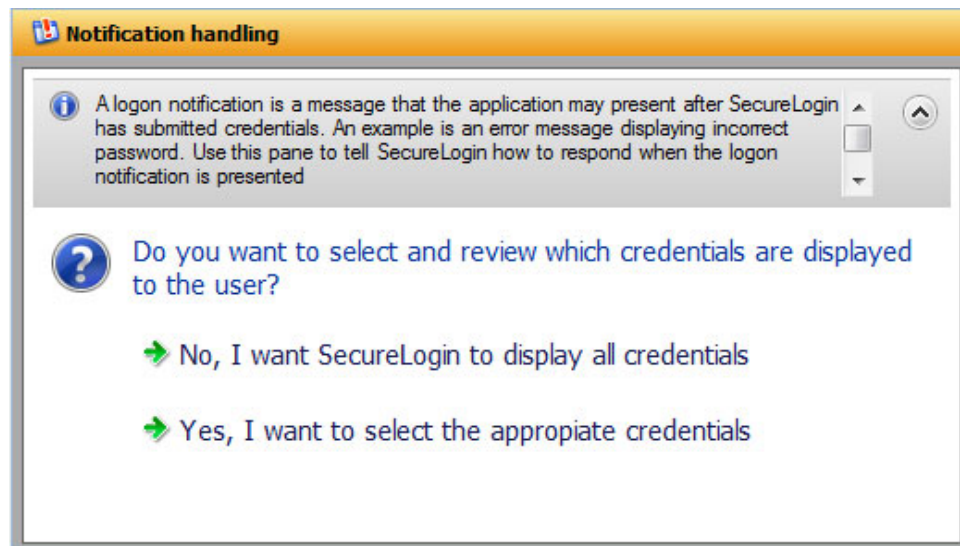 Notification handling
A logon notification is a message that the application may present after SecureLogin
has submitted credentials. An example is an error message displaying incorrect
password. Use this pane to tell SecureLogin how to respond when the logon
notification is presented
Do you want to select and review which credentials are displayed
to the user?
No, I want SecureLogin to display all credentials
Yes, I want to select the appropiate credentials